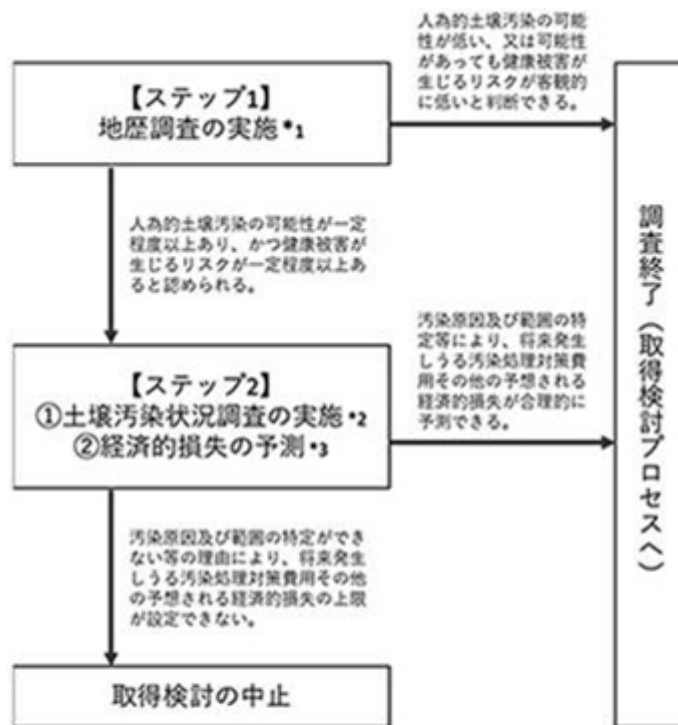 人為的土壌汚染の可能
性が低い、又は可能性
があっても健康被害が
生じるリスクが客観的
に低いと判断できる。
【ステップ1】
地歴調査の実施*1
人為的土壌汚染の可能性が一定
程度以上あり、かつ健康被害が
生じるリスクが一定程度以上あ
ると認められる。
調査終了（取得検討プロセスへ）
汚染原因及び範囲の特
定等により、将来発生
しうる汚染処理対策費
用その他の予想される
経済的損失が合理的に
予測できる。
【ステップ2】
①土壌汚染状況調査の実施*2
②経済的損失の予測*3
汚染原因及び範囲の特定ができ
ない等の理由により、将来発生
しうる汚染処理対策費用その他
の予想される経済的損失の上限
が設定できない。
取得検討の中止